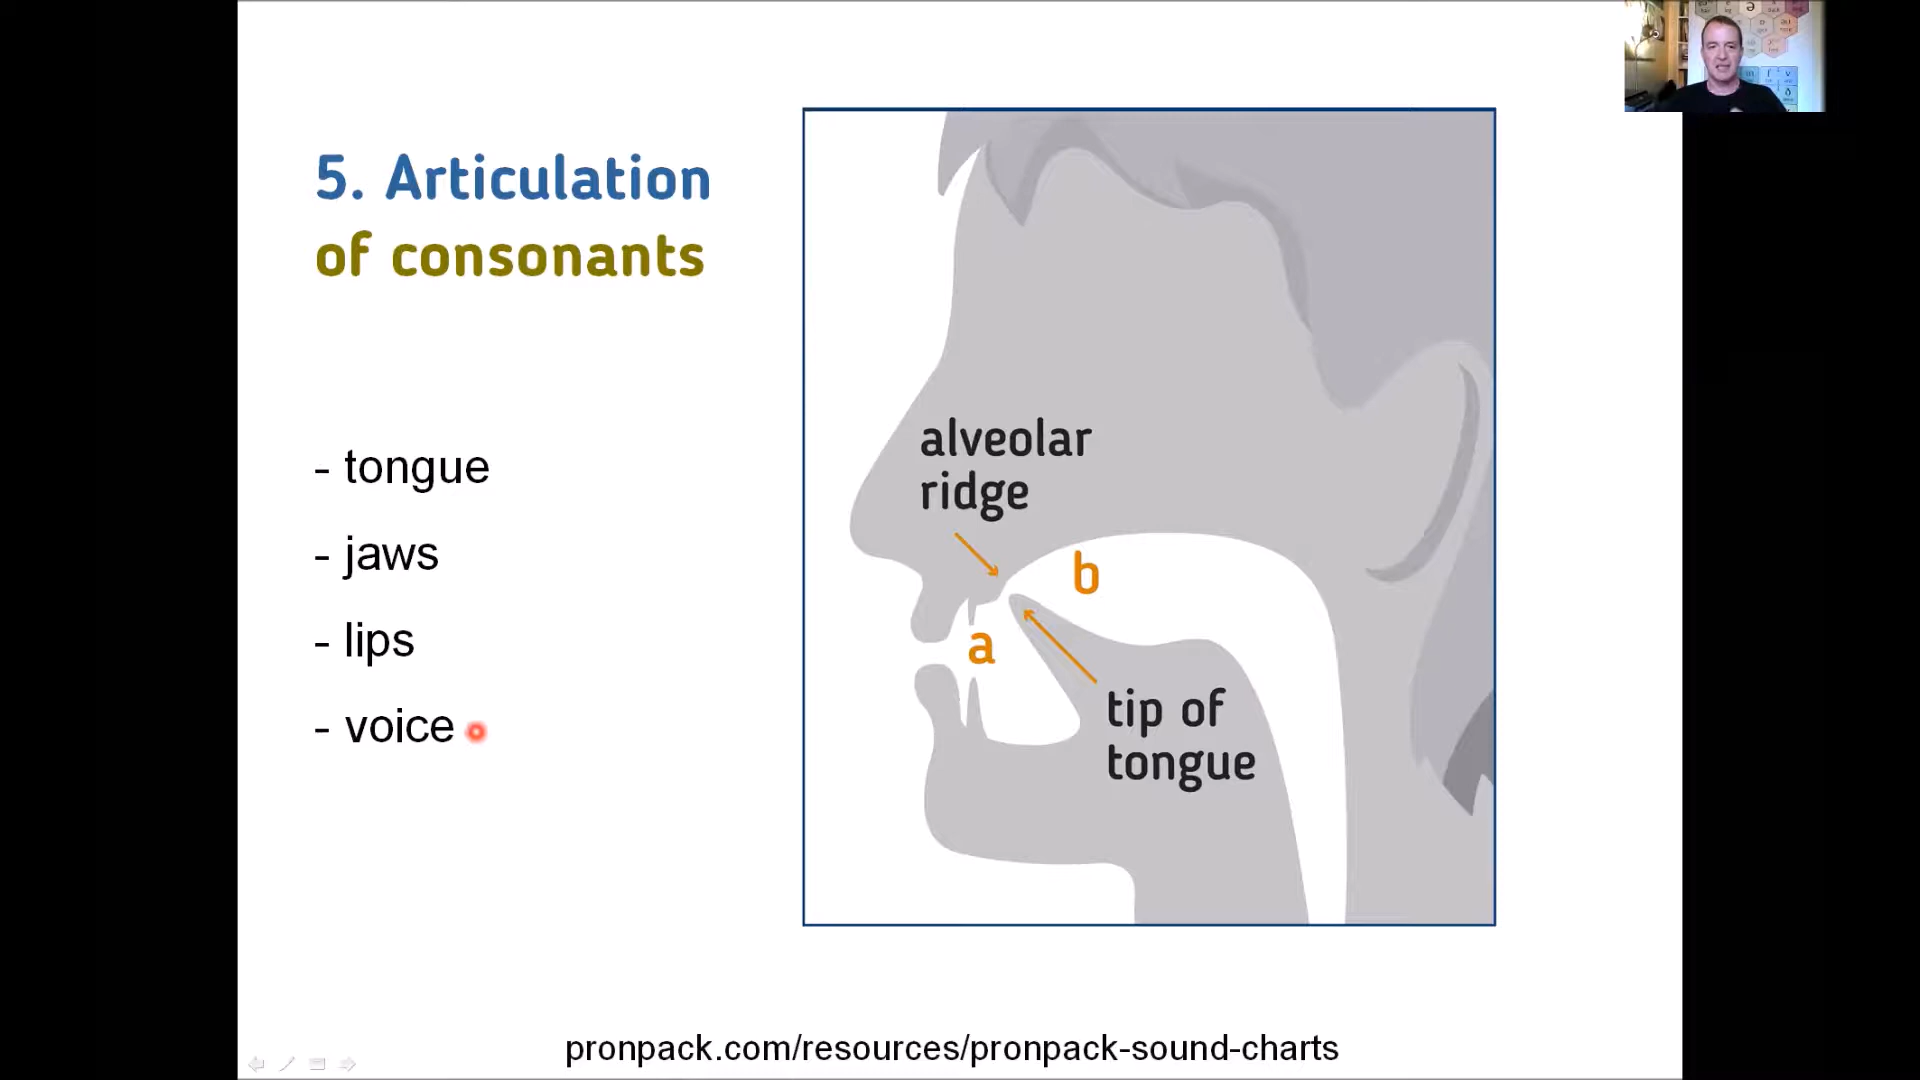 5. Articulation
of consonants
- tongue
- jaws
- lips
- voice
alveolar
ridge
b
a
tip of
tongue
pronpack.com/resources/pronpack-sound-charts